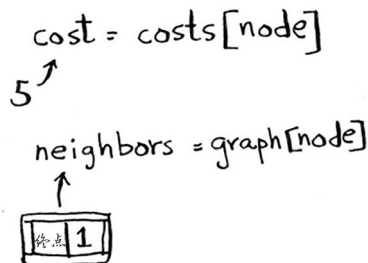 cost = costs[node]
5
neighbors = graph[node]
终点 1